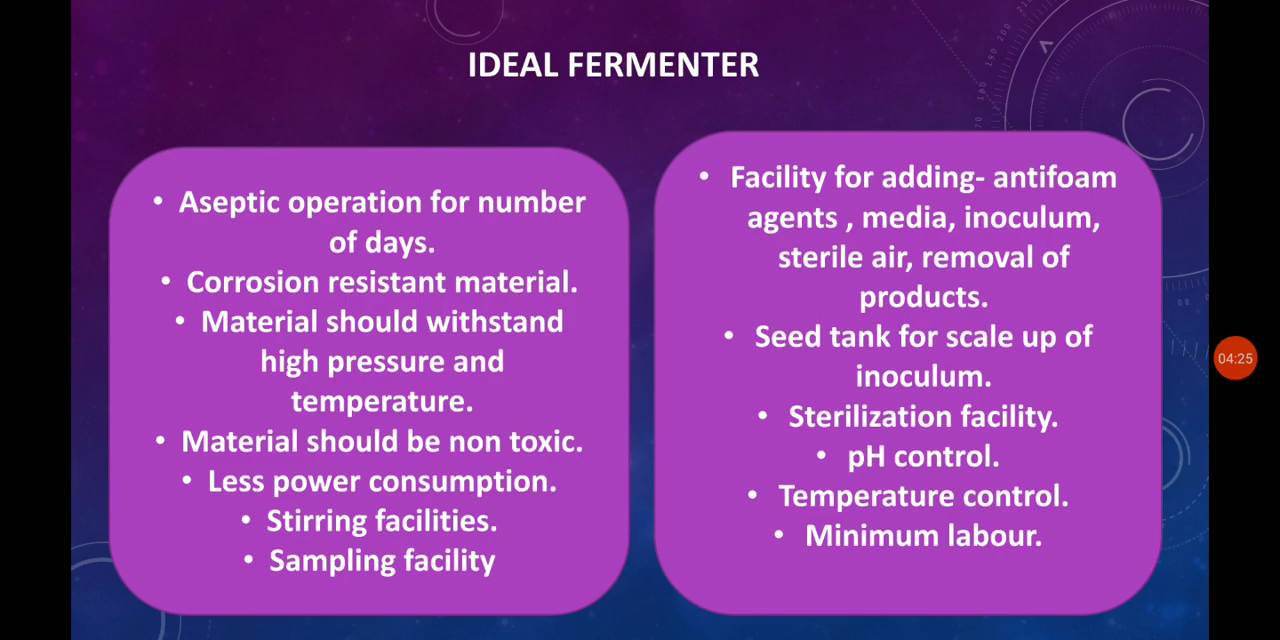 IDEAL FERMENTER
• Aseptic operation for number
of days.
• Corrosion resistant material.
• Material should withstand
high pressure and
temperature.
• Material should be non toxic.
• Less power consumption.
• Stirring facilities.
• Sampling facility
• Facility for adding- antifoam
agents , media, inoculum,
sterile air, removal of
products.
• Seed tank for scale up of
inoculum.
• Sterilization facility.
• pH control.
• Temperature control.
• Minimum labour.
04:25